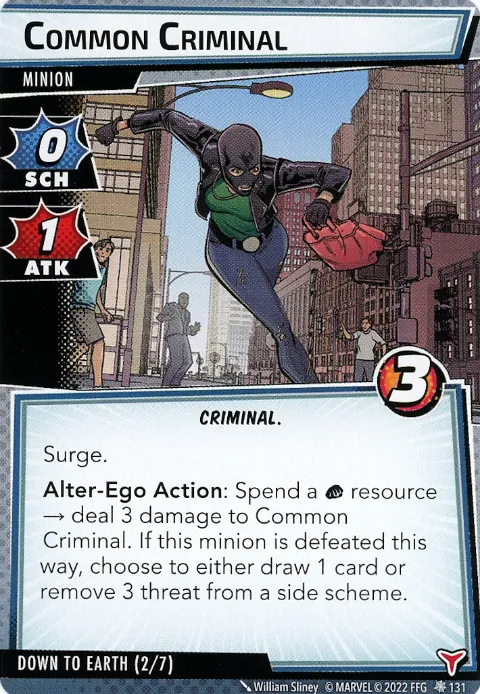 COMMON CRIMINAL
MINION
0
SCH
1
ATK
3
CRIMINAL.
Surge.
Alter-Ego Action: Spend a resource
→ deal 3 damage to Common
Criminal. If this minion is defeated this
way, choose to either draw 1 card or
remove 3 threat from a side scheme.
DOWN TO EARTH (2/7)
William Sliney © MARVEL © 2022 FFG 131